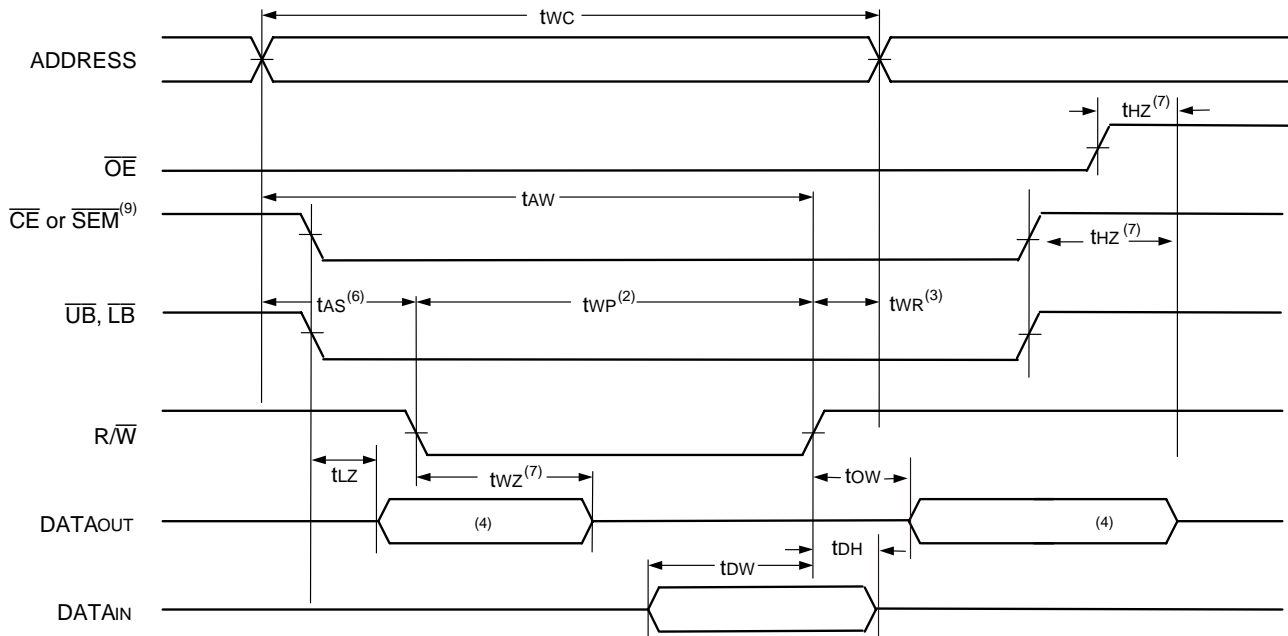 tWC
ADDRESS
tHZ(7)
OE
tAW
CE or SEM(9)
tHZ(7)
tAS(6) tWP(2) tWR(3)
UB, LB
R/W
tLZ tWZ(7) tOW
DATAOUT (4) (4)
tDW tDH
DATAIN